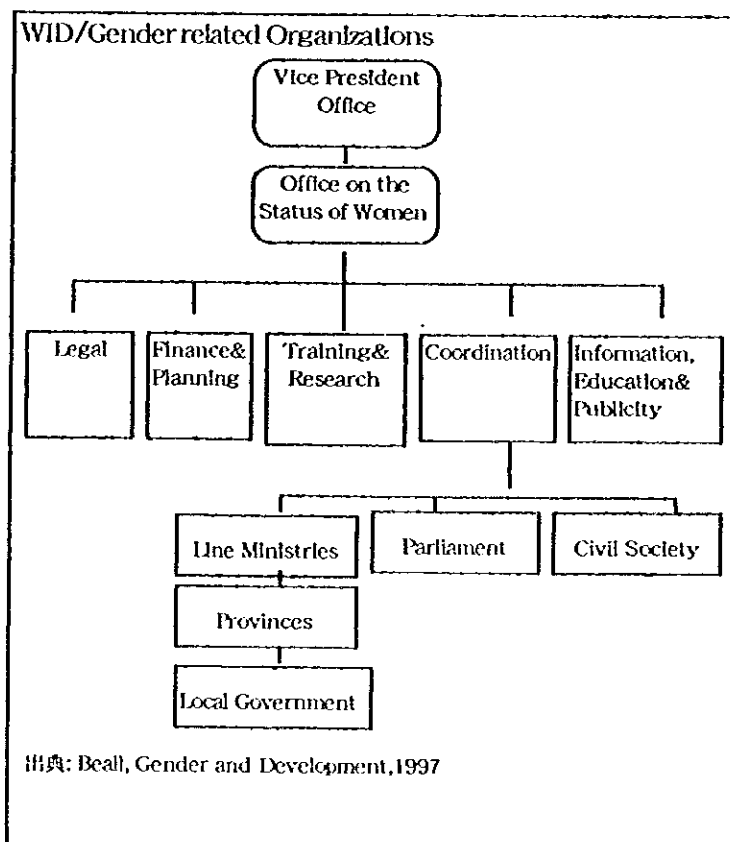 WID/Gender related Organizations
Vice President
Office
Office on the
Status of Women
Legal
Finance&
Planning
Training&
Research
Coordination
Information,
Education&
Publicity
Line Ministries
Parliament
Civil Society
Provinces
Local Government
出典: Beall, Gender and Development,1997